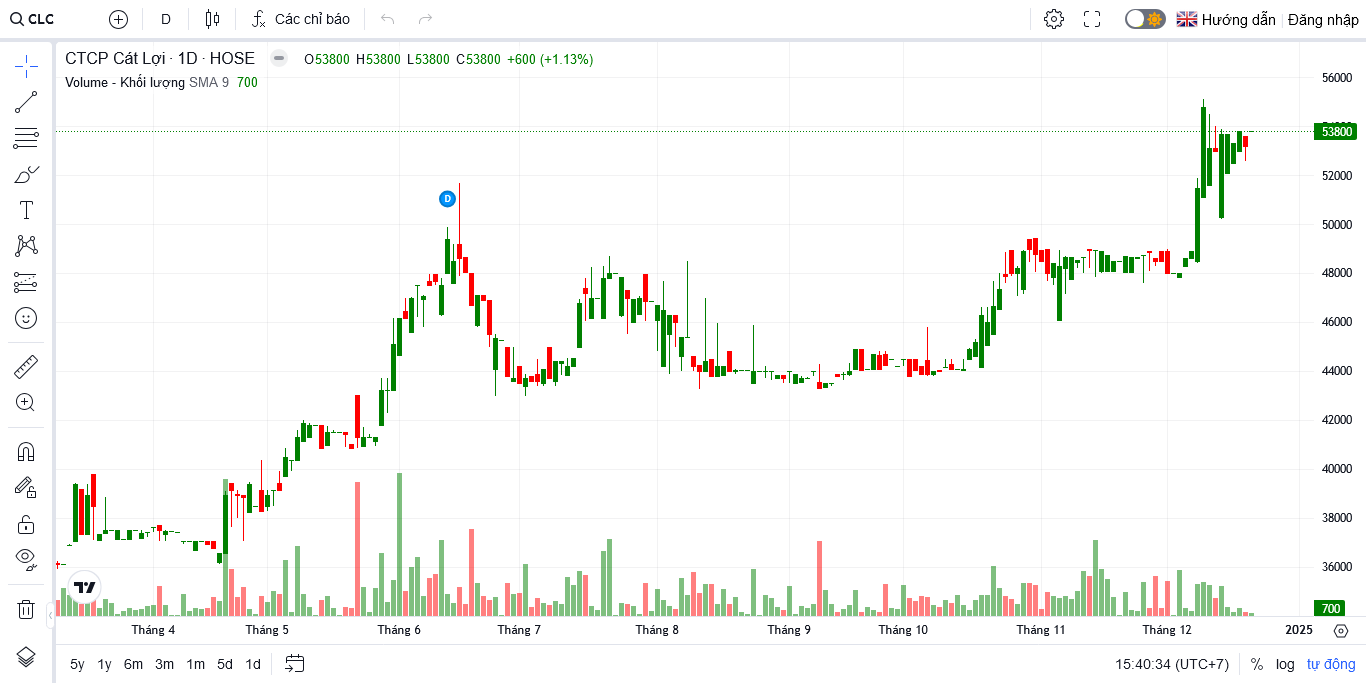 CLC D Các chỉ báo Hướng dẫn Đăng nhập
CTCP Cát Lợi · 1D · HOSE O53800 H53800 L53800 C53800 +600 (+1.13%)
Volume - Khối lượng SMA 9 700
56000
53800
52000
50000
48000
46000
44000
42000
40000
38000
36000
700
D
Tháng 4 Tháng 5 Tháng 6 Tháng 7 Tháng 8 Tháng 9 Tháng 10 Tháng 11 Tháng 12 2025
5y 1y 6m 3m 1m 5d 1d 15:40:34 (UTC+7) % log tự động